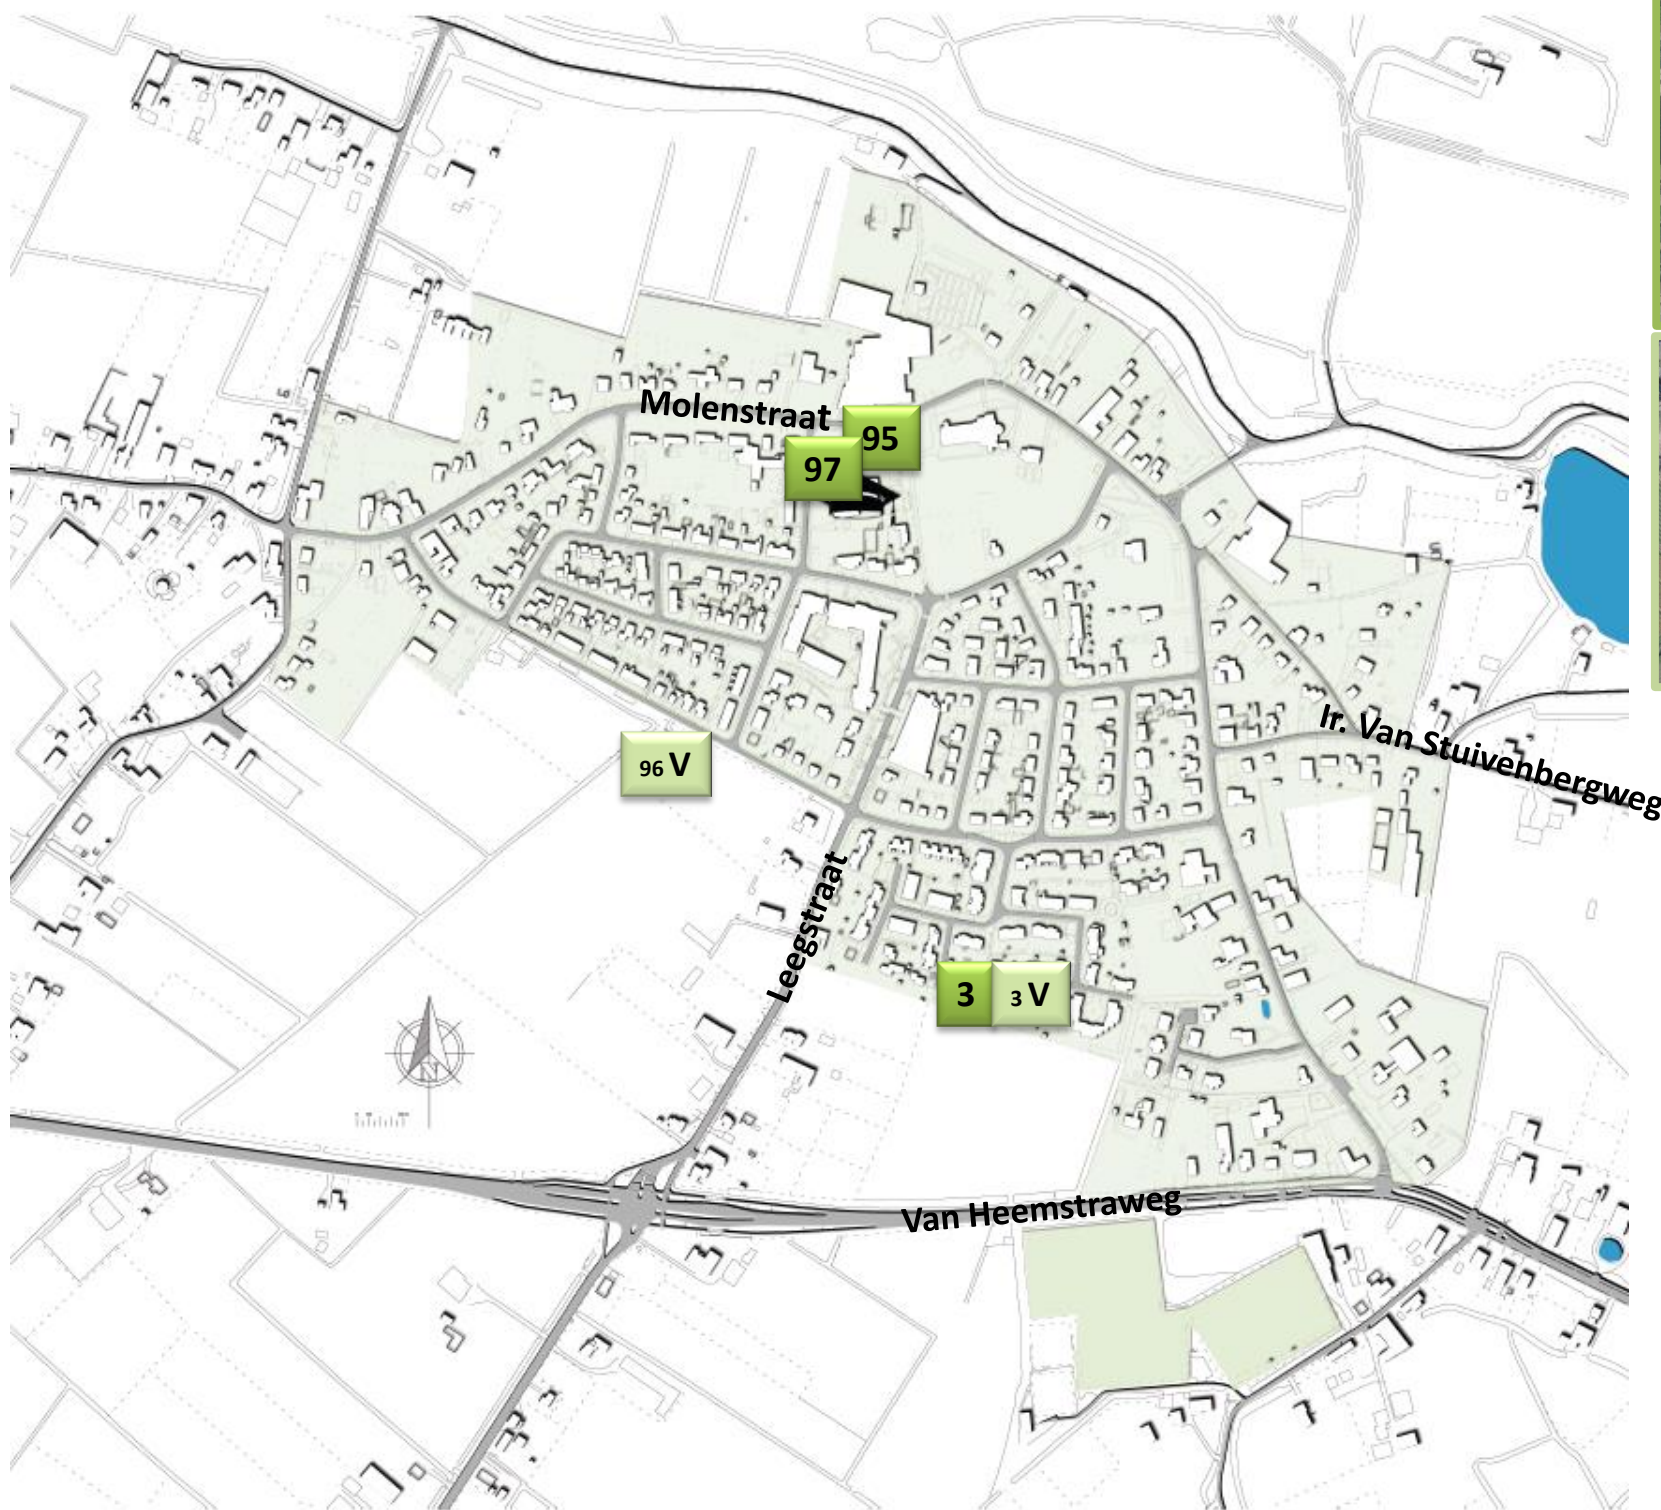 Molenstraat
95
97
Ir. Van Stuivenbergweg
96 V
Leegstraat
3
3 V
N
Van Heemstraweg